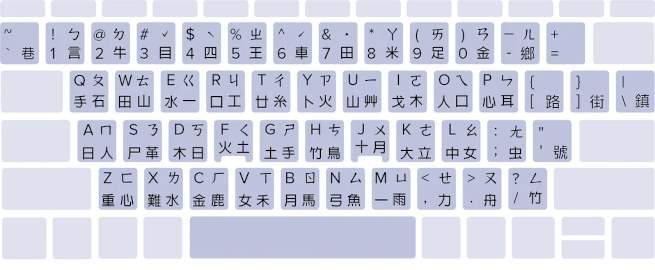 ~ ! ㄅ @ ㄉ # ˇ $ ˋ % ㄓ ^ ˊ & ˙ * ㄚ ( ㄞ ) ㄢ — ㄦ +
` 巷 1 言 2 牛 3 目 4 四 5 王 6 車 7 田 8 米 9 足 0 金 - 鄉 =
Q ㄆ W ㄊ E ㄍ R ㄐ T ㄔ Y ㄗ U ㄧ I ㄛ O ㄟ P ㄣ { } |
手石 田山 水一 口工 廿糸 卜火 山艸 戈木 人口 心耳 [ 路 ] 街 \ 鎮
A ㄇ S ㄋ D ㄎ F ㄑ G ㄕ H ㄘ J ㄨ K ㄜ L ㄠ : ㄤ "
日人 尸革 木日 火土 土手 竹鳥 十月 大立 中女 ; 虫 ' 號
Z ㄈ X ㄌ C ㄏ V ㄒ B ㄖ N ㄙ M ㄩ < ㄝ > ㄡ ? ㄥ
重心 難水 金鹿 女禾 月馬 弓魚 一雨 , 力 . 舟 / 竹